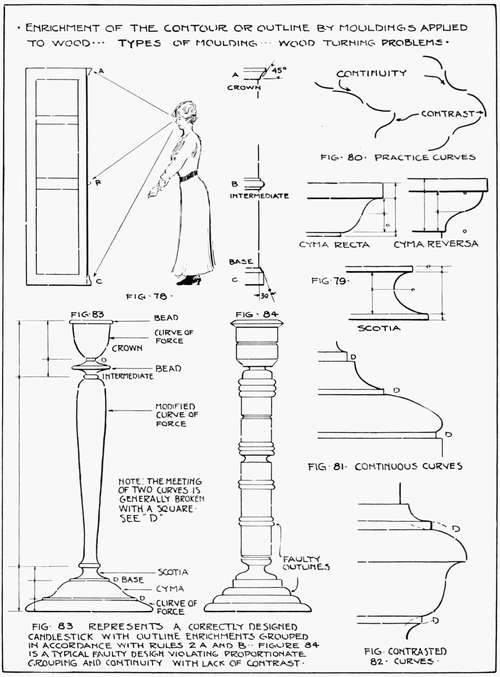 · ENRICHMENT OF THE CONTOUR OR OUTLINE BY MOULDINGS APPLIED
TO WOOD··· TYPES OF MOULDING··· WOOD TURNING PROBLEMS·
A
B
C
FIG·78·
A
45°
CROWN
B
INTERMEDIATE
BASE
C
30°
CONTINUITY
CONTRAST
FIG·80· PRACTICE CURVES
CYMA RECTA
CYMA REVERSA
FIG·79·
SCOTIA
FIG·83
BEAD
CURVE OF
FORCE
CROWN
D
BEAD
INTERMEDIATE
MODIFIED
CURVE OF
FORCE
NOTE: THE MEETING
OF TWO CURVES IS
GENERALLY BROKEN
WITH A SQUARE·
SEE "D"
SCOTIA
D BASE
CYMA
D
CURVE OF
FORCE
FIG·84
FAULTY
OUTLINES
D
D
FIG·81· CONTINUOUS CURVES
D
D
FIG· CONTRASTED
82· CURVES·
FIG· 83 REPRESENTS A CORRECTLY DESIGNED
CANDLESTICK WITH OUTLINE ENRICHMENTS GROUPED
IN ACCORDANCE WITH RULES 2A AND B·· FIGURE 84
IS A TYPICAL FAULTY DESIGN VIOLATING PROPORTIONATE
GROUPING AND CONTINUITY WITH LACK OF CONTRAST·